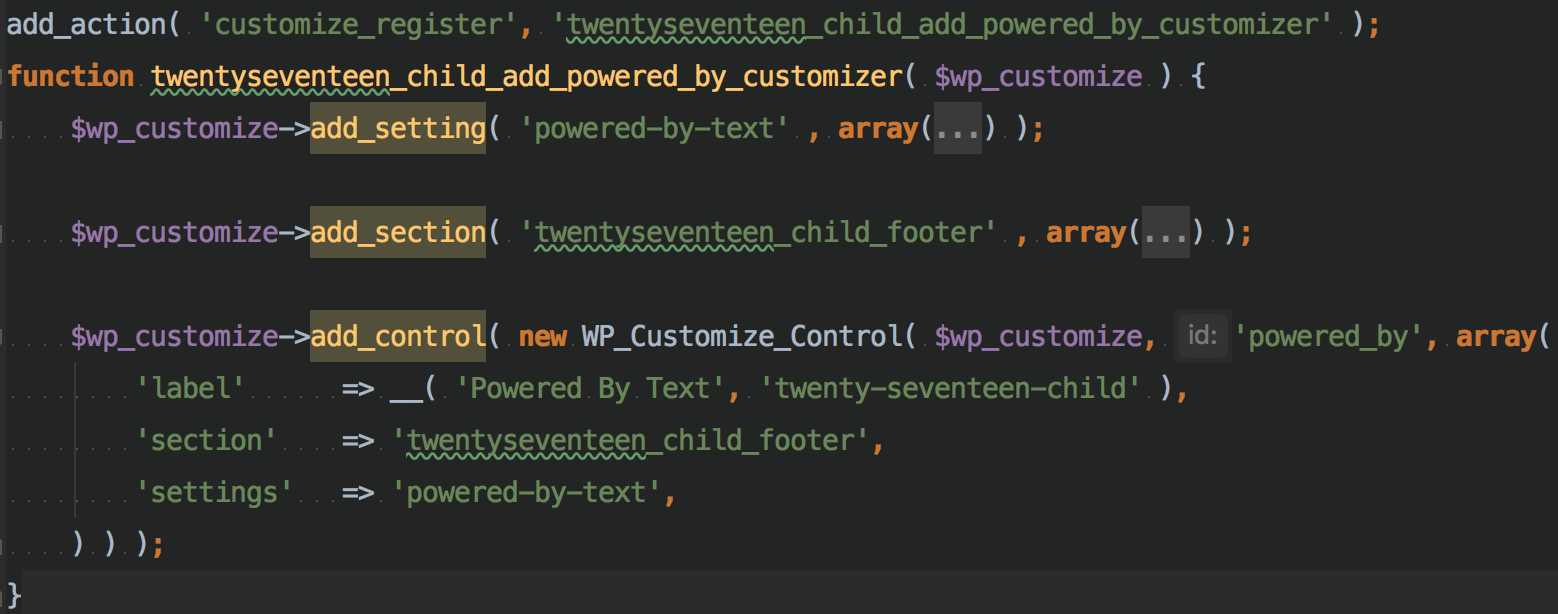 add_action( 'customize_register', 'twentyseventeen_child_add_powered_by_customizer' );
function twentyseventeen_child_add_powered_by_customizer( $wp_customize ) {
    $wp_customize->add_setting( 'powered-by-text' , array(...) );

    $wp_customize->add_section( 'twentyseventeen_child_footer' , array(...) );

    $wp_customize->add_control( new WP_Customize_Control( $wp_customize, id: 'powered_by', array(
        'label'      => __( 'Powered By Text', 'twenty-seventeen-child' ),
        'section'    => 'twentyseventeen_child_footer',
        'settings'   => 'powered-by-text',
    ) ) );
}